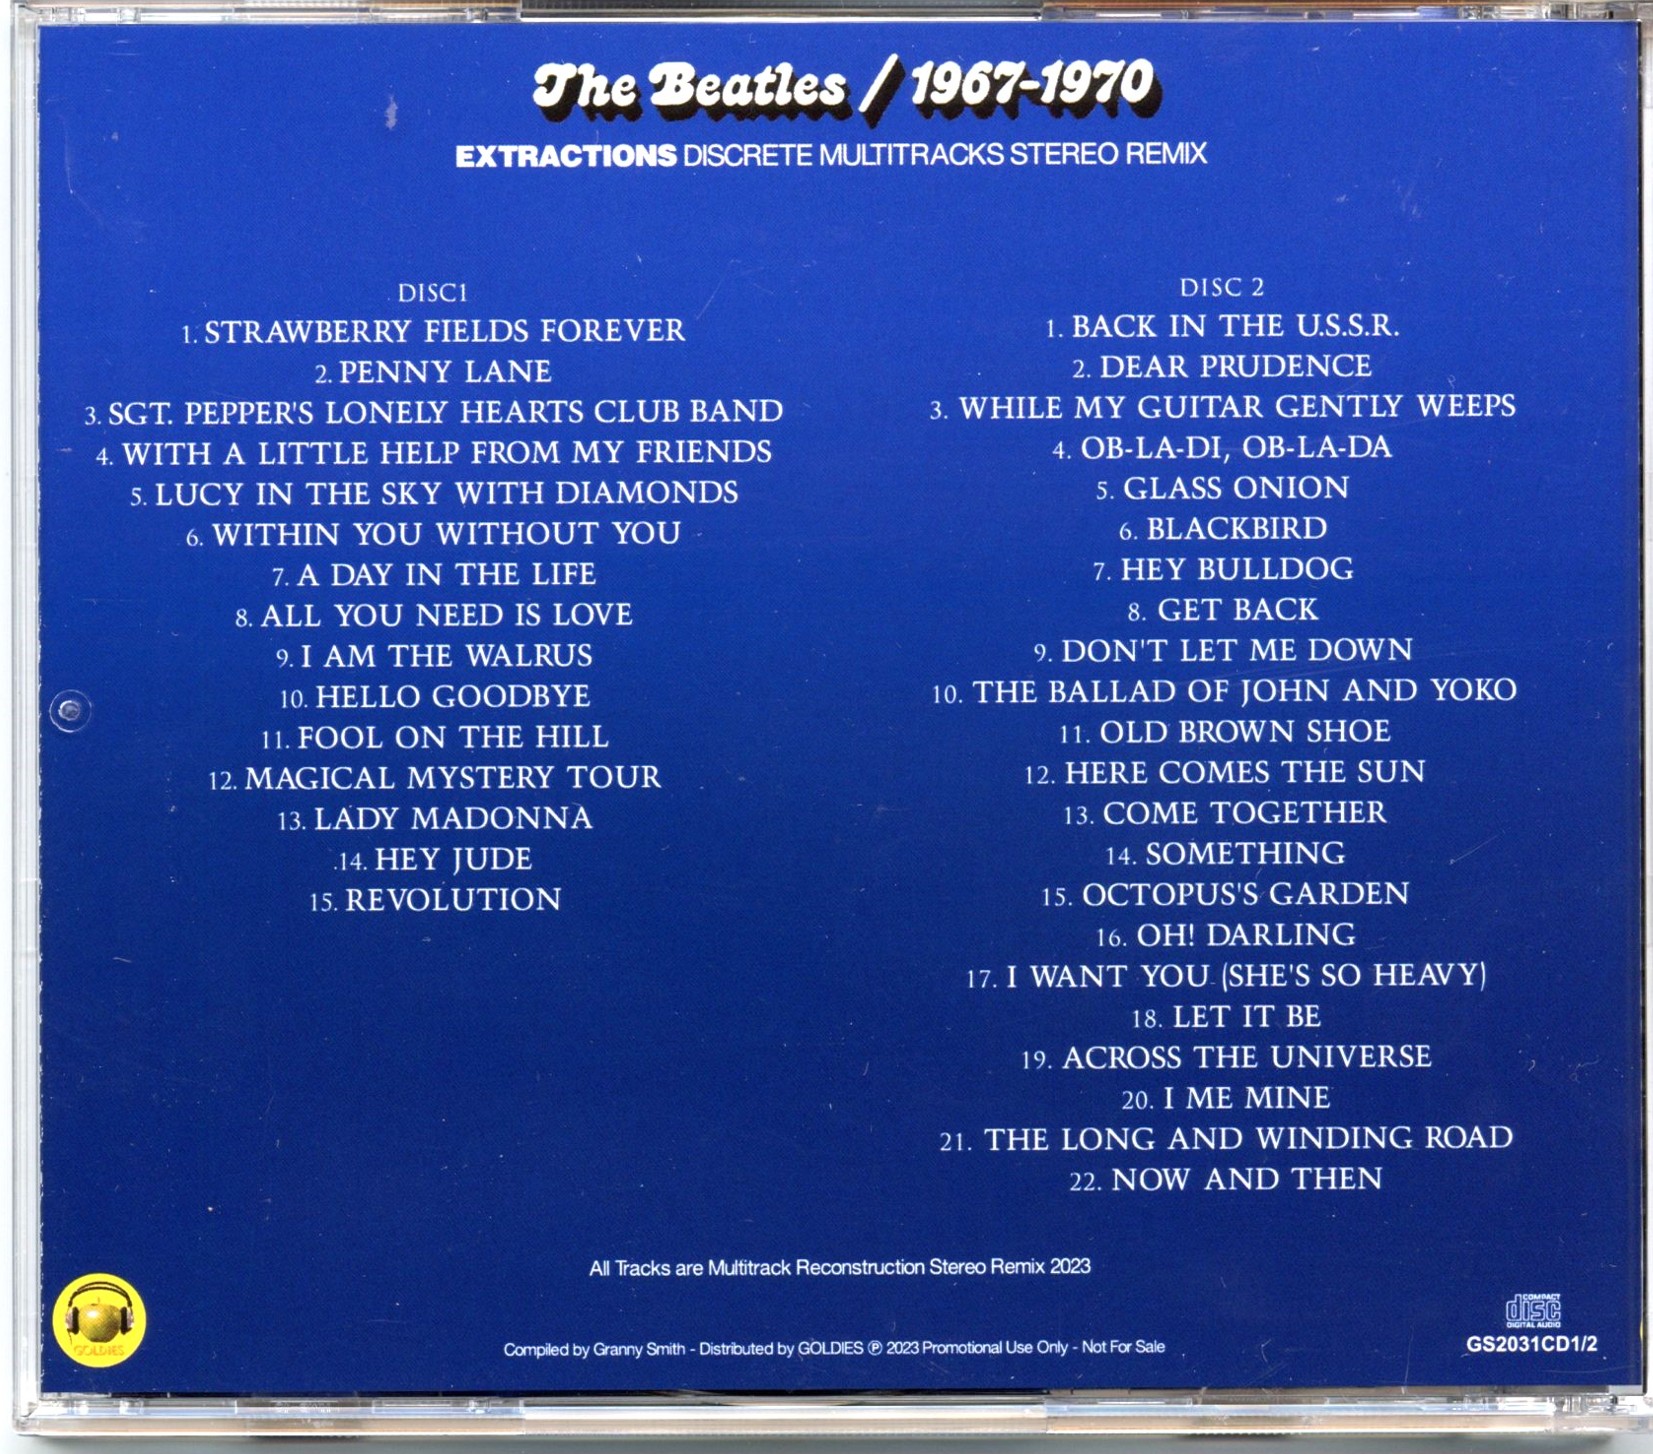 The Beatles / 1967-1970
EXTRACTIONS DISCRETE MULTITRACKS STEREO REMIX
DISC1
1. STRAWBERRY FIELDS FOREVER
2. PENNY LANE
3. SGT. PEPPER'S LONELY HEARTS CLUB BAND
4. WITH A LITTLE HELP FROM MY FRIENDS
5. LUCY IN THE SKY WITH DIAMONDS
6. WITHIN YOU WITHOUT YOU
7. A DAY IN THE LIFE
8. ALL YOU NEED IS LOVE
9. I AM THE WALRUS
10. HELLO GOODBYE
11. FOOL ON THE HILL
12. MAGICAL MYSTERY TOUR
13. LADY MADONNA
14. HEY JUDE
15. REVOLUTION
DISC 2
1. BACK IN THE U.S.S.R.
2. DEAR PRUDENCE
3. WHILE MY GUITAR GENTLY WEEPS
4. OB-LA-DI, OB-LA-DA
5. GLASS ONION
6. BLACKBIRD
7. HEY BULLDOG
8. GET BACK
9. DON'T LET ME DOWN
10. THE BALLAD OF JOHN AND YOKO
11. OLD BROWN SHOE
12. HERE COMES THE SUN
13. COME TOGETHER
14. SOMETHING
15. OCTOPUS'S GARDEN
16. OH! DARLING
17. I WANT YOU (SHE'S SO HEAVY)
18. LET IT BE
19. ACROSS THE UNIVERSE
20. I ME MINE
21. THE LONG AND WINDING ROAD
22. NOW AND THEN
All Tracks are Multitrack Reconstruction Stereo Remix 2023
GOLDIES
Compiled by Granny Smith - Distributed by GOLDIES ℗ 2023 Promotional Use Only - Not For Sale
COMPACT
disc
DIGITAL AUDIO
GS2031CD1/2